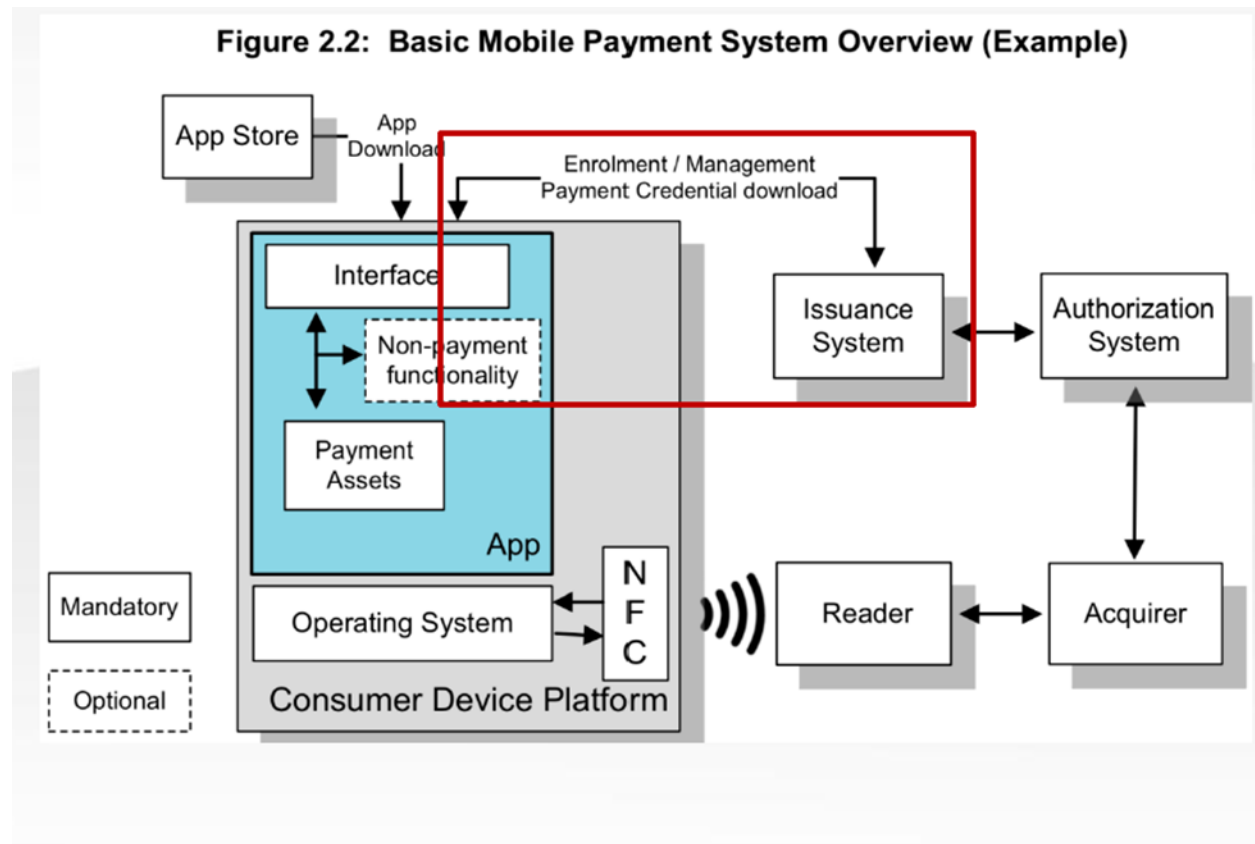 Figure 2.2: Basic Mobile Payment System Overview (Example)
App Store
App
Download
Enrolment / Management
Payment Credential download
Interface
Non-payment
functionality
Payment
Assets
App
Issuance
System
Authorization
System
Mandatory
Optional
Operating System
N
F
C
Consumer Device Platform
Reader
Acquirer